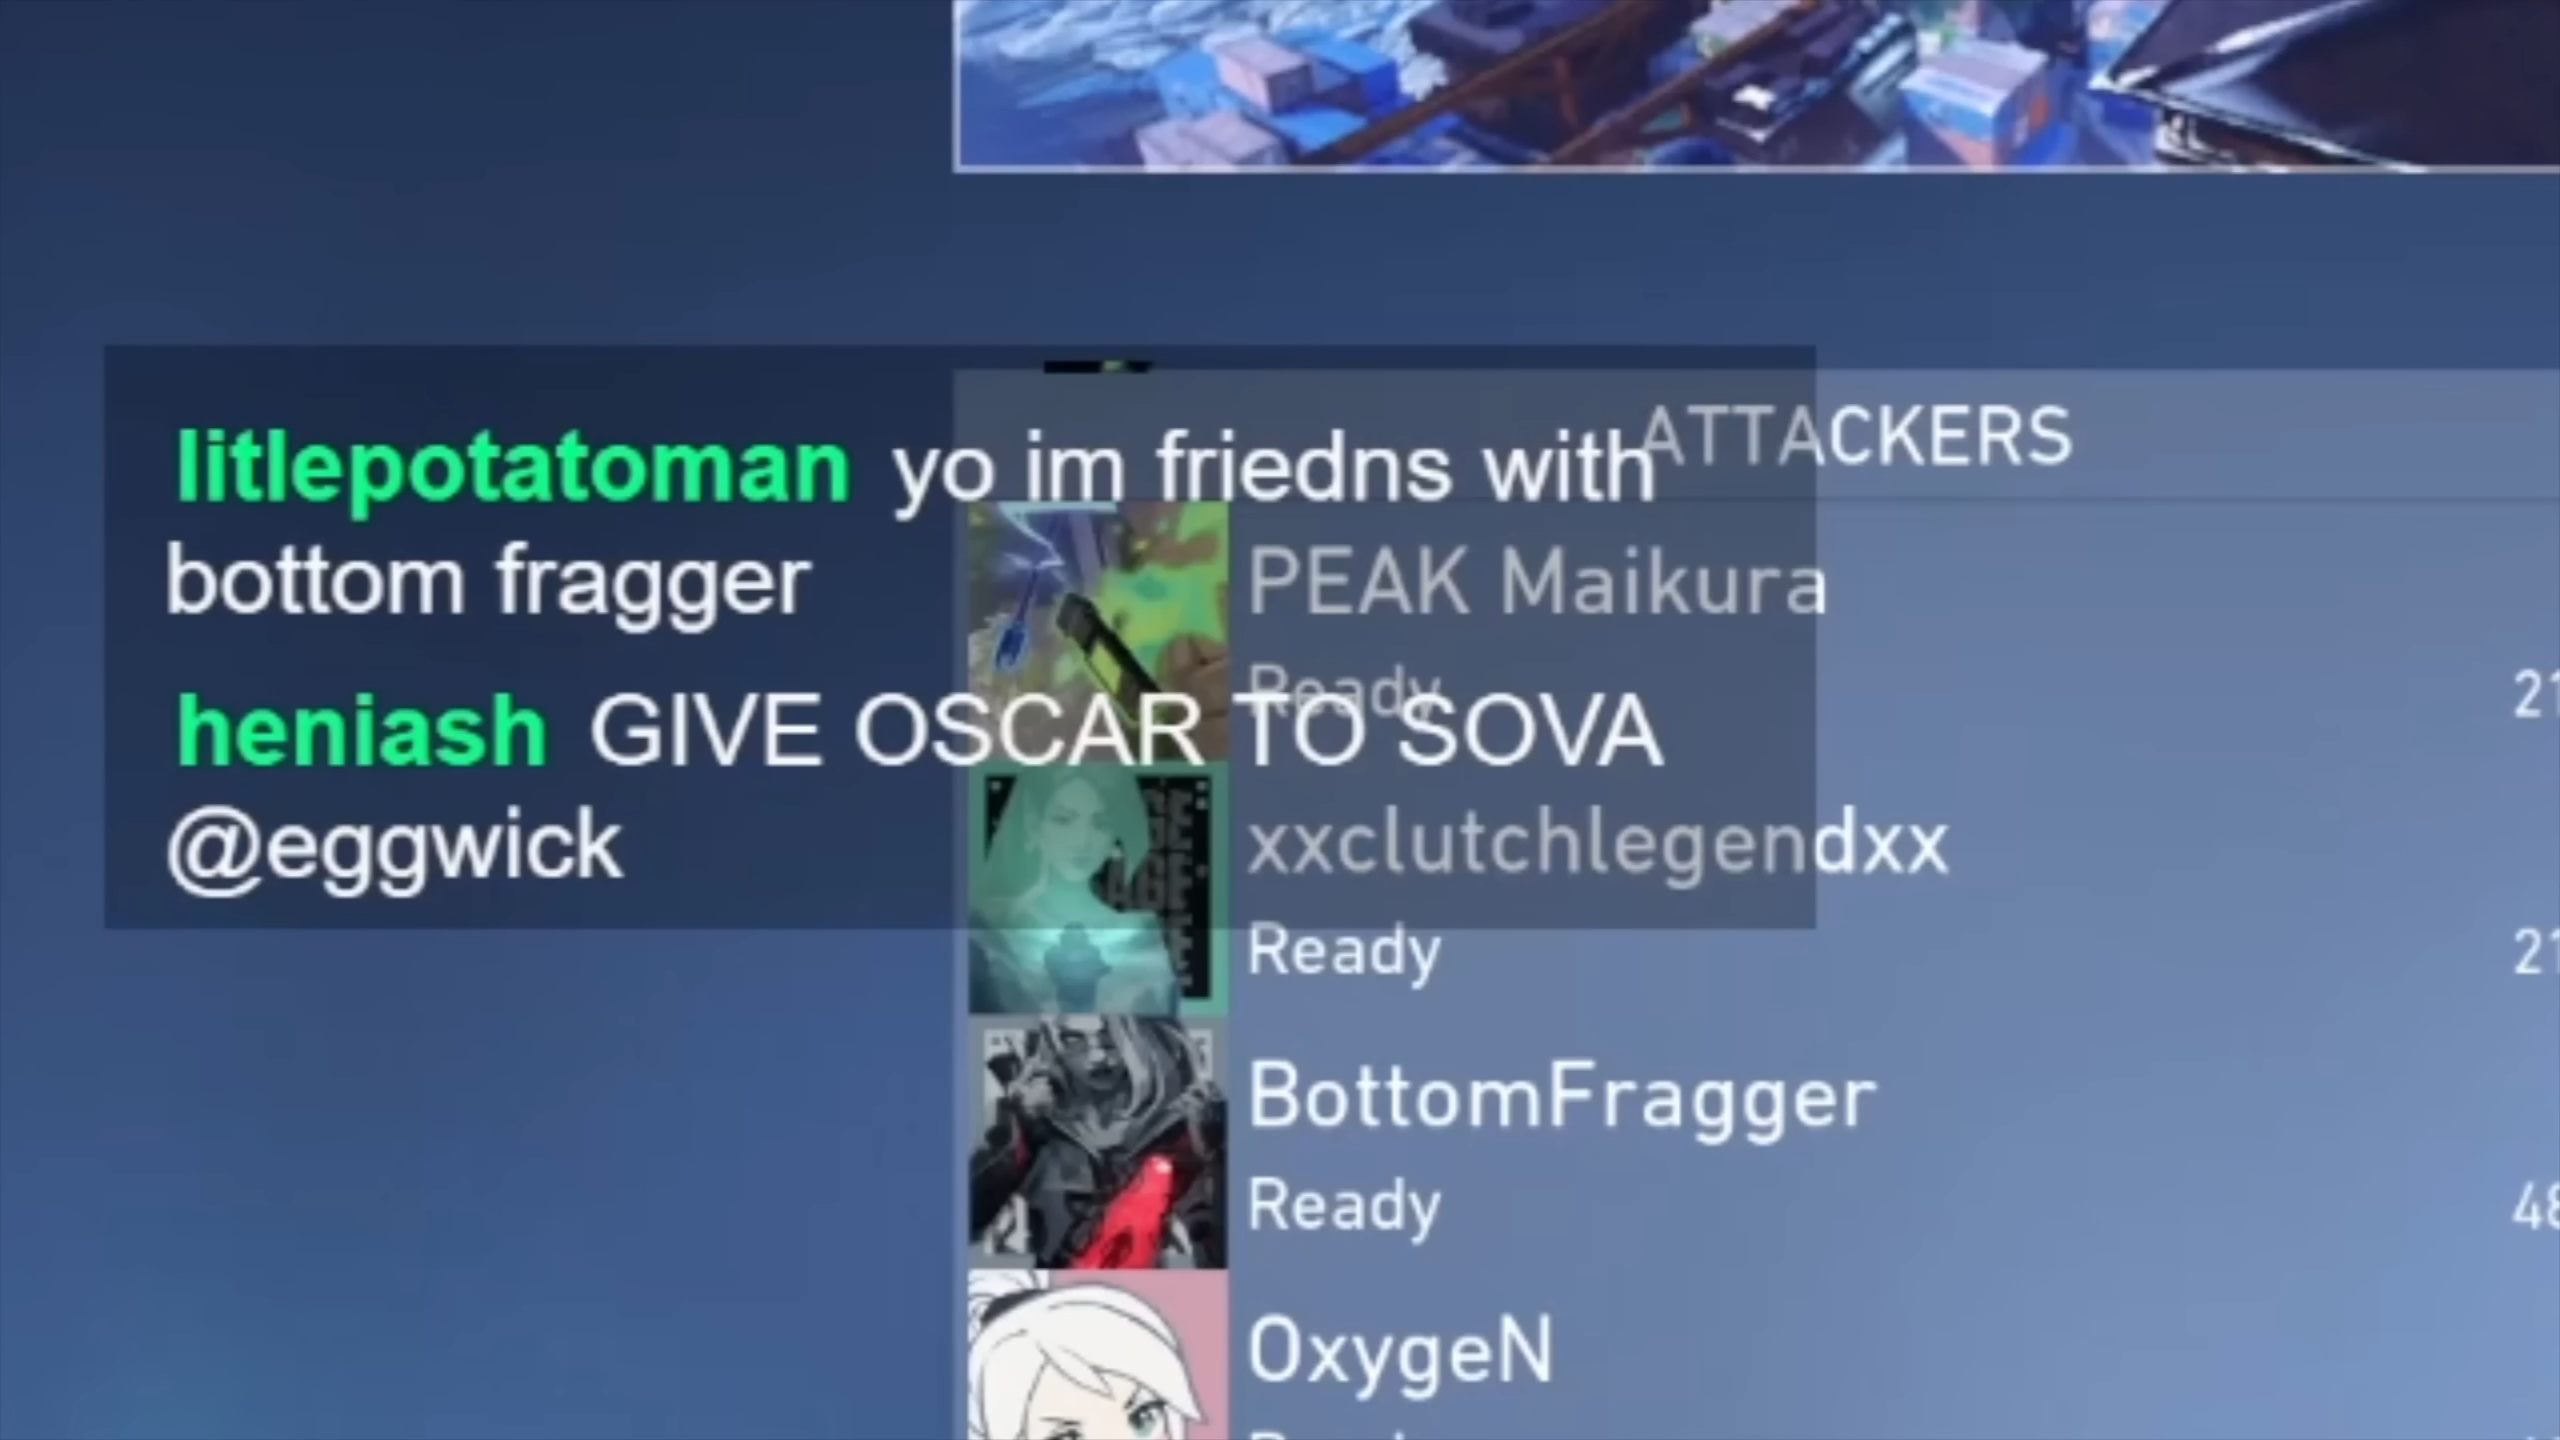 ATTACKERS
litlepotatoman yo im friedns with
bottom fragger
heniash GIVE OSCAR TO SOVA
@eggwick
PEAK Maikura
Ready
xxclutchlegendxx
Ready
BottomFragger
Ready
OxygeN